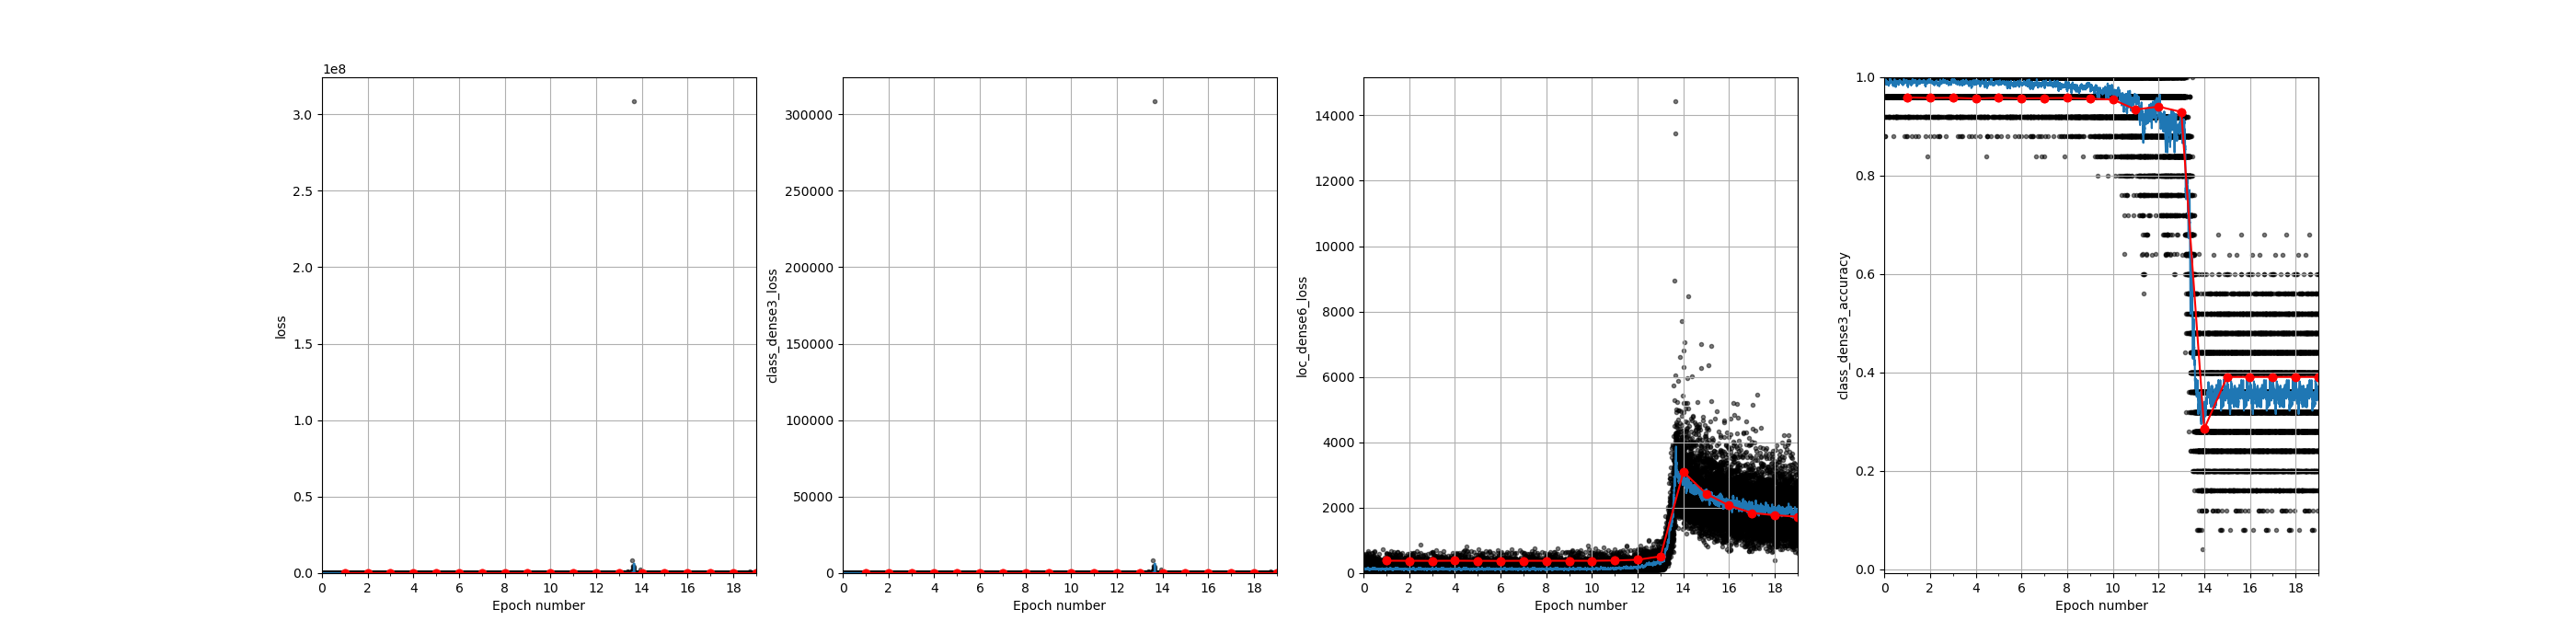 1e8
3.0
2.5
2.0
1.5
1.0
0.5
0.0
loss
0 2 4 6 8 10 12 14 16 18
Epoch number
300000
250000
200000
150000
100000
50000
0
class_dense3_loss
0 2 4 6 8 10 12 14 16 18
Epoch number
14000
12000
10000
8000
6000
4000
2000
0
loc_dense6_loss
0 2 4 6 8 10 12 14 16 18
Epoch number
1.0
0.8
0.6
0.4
0.2
0.0
class_dense3_accuracy
0 2 4 6 8 10 12 14 16 18
Epoch number